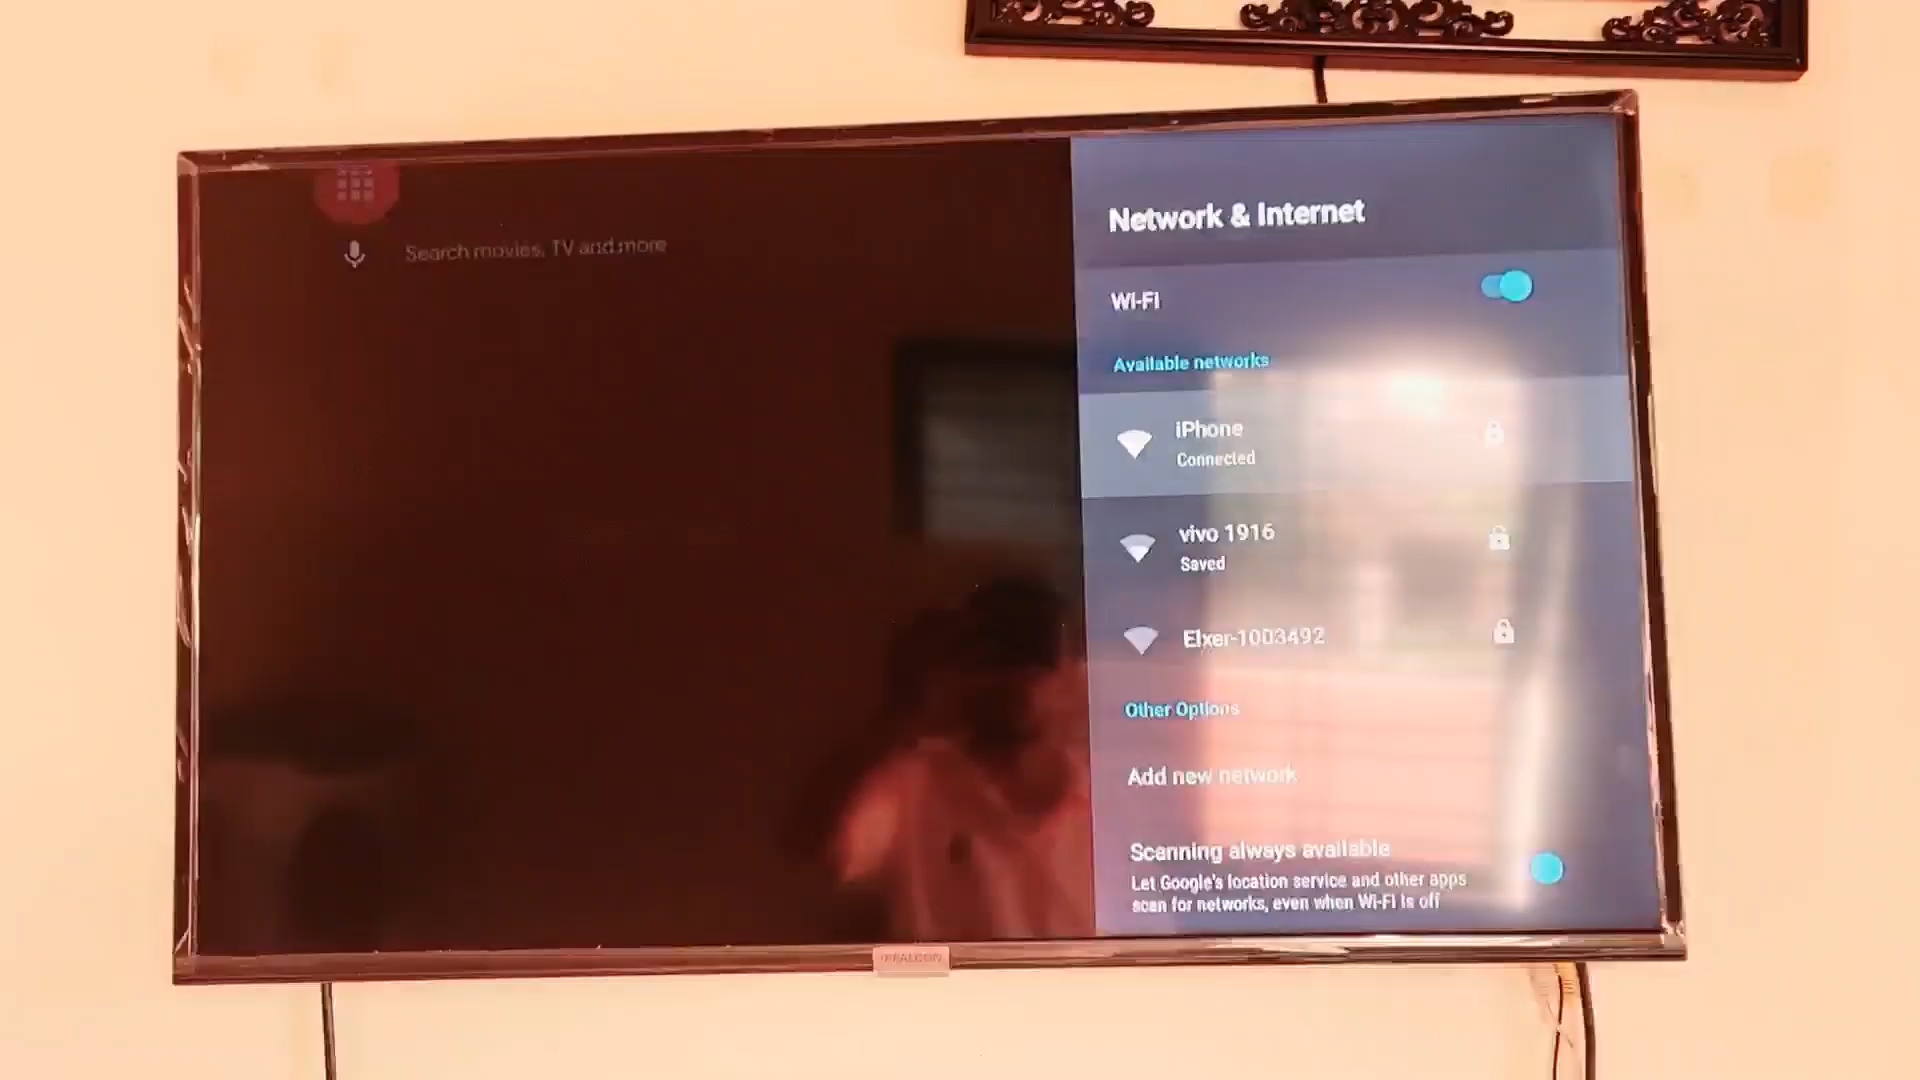 Search movies, TV and more
Network & Internet
Wi-Fi
Available networks
iPhone
Connected
vivo 1916
Saved
Elxer-1003492
Other Options
Add new network
Scanning always available
Let Google's location service and other apps
scan for networks, even when Wi-Fi is off
iFFALCON